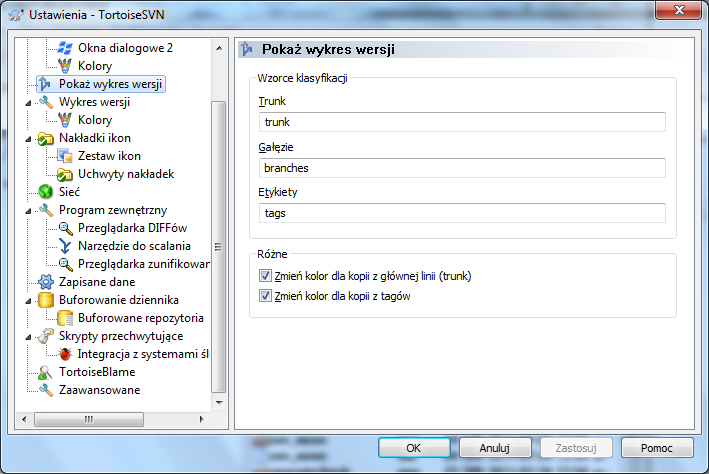 Ustawienia - TortoiseSVN
Okna dialogowe 2
Kolory
Pokaż wykres wersji
Wykres wersji
Kolory
Nakładki ikon
Zestaw ikon
Uchwyty nakładek
Sieć
Program zewnętrzny
Przeglądarka DIFFów
Narzędzie do scalania
Przeglądarka zunifikowan
Zapisane dane
Buforowanie dziennika
Buforowane repozytoria
Skrypty przechwytujące
Integracja z systemami śl
TortoiseBlame
Zaawansowane
Pokaż wykres wersji
Wzorce klasyfikacji
Trunk
trunk
Gałęzie
branches
Etykiety
tags
Różne
Zmień kolor dla kopii z głównej linii (trunk)
Zmień kolor dla kopii z tagów
OK
Anuluj
Zastosuj
Pomoc